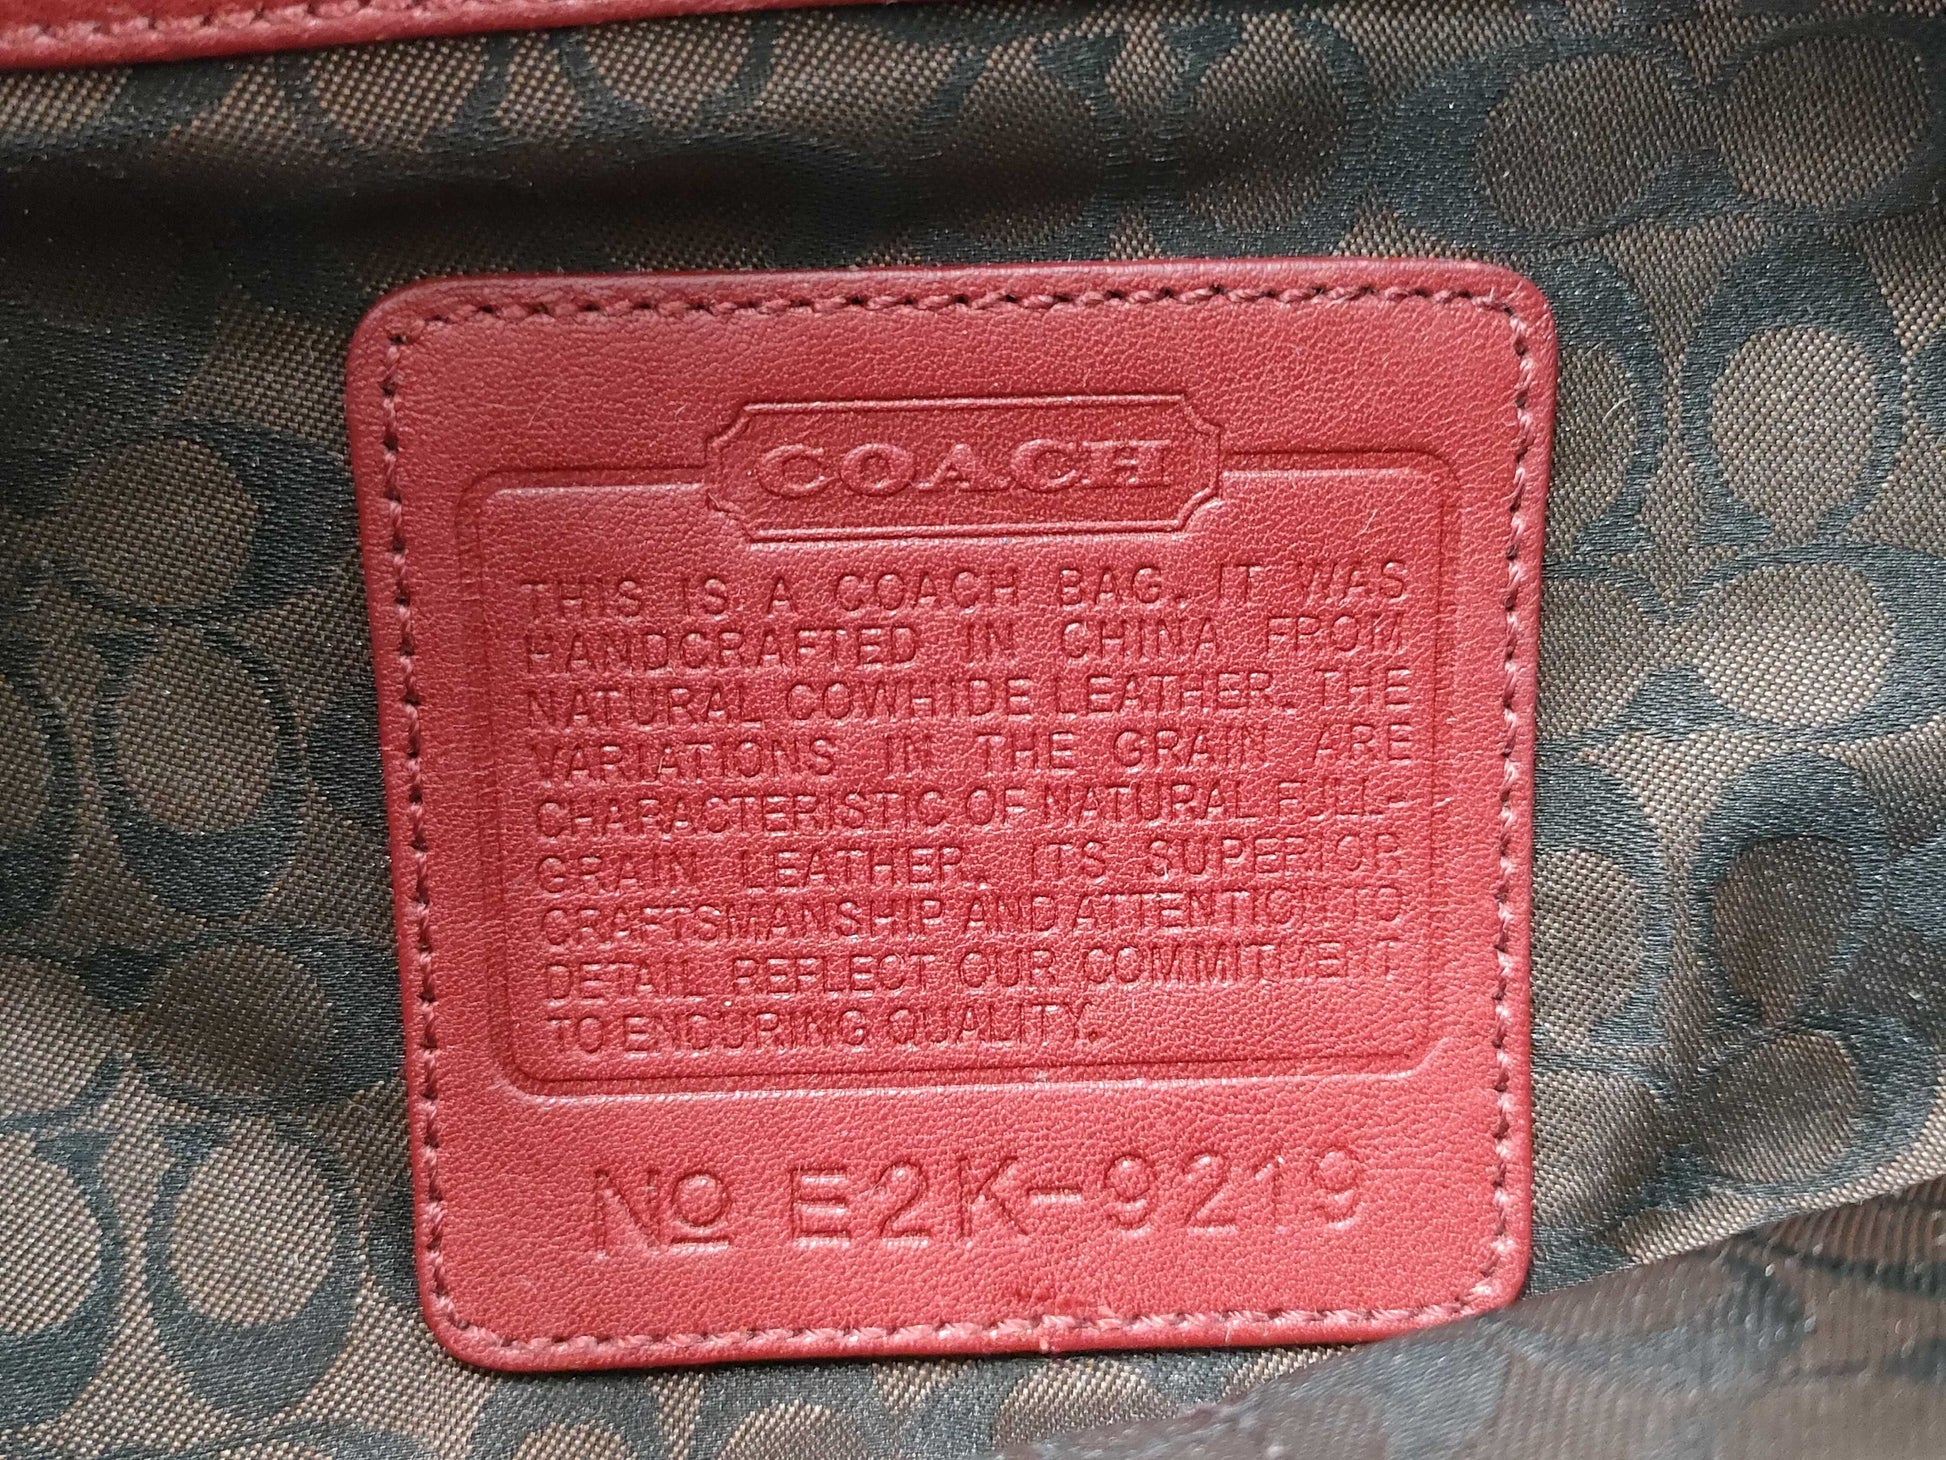 COACH
THIS IS A COACH BAG. IT WAS
HANDCRAFTED IN CHINA FROM
NATURAL COWHIDE LEATHER. THE
VARIATIONS IN THE GRAIN ARE
CHARACTERISTIC OF NATURAL FULL-
GRAIN LEATHER. ITS SUPERIOR
CRAFTSMANSHIP AND ATTENTION TO
DETAIL REFLECT OUR COMMITMENT
TO ENDURING QUALITY.
No E2K-9219